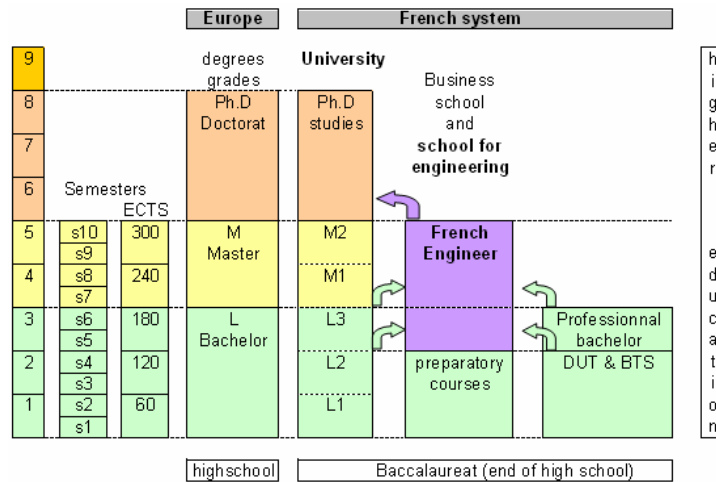 Europe French system
9 degrees University
grades Business
8 Ph.D Ph.D school
Doctorat studies and
7 school for
engineering
6 Semesters
ECTS
5 s10 300 M M2 French
s9 Master Engineer
4 s8 240 M1
s7
3 s6 180 L L3 Professionnal
s5 Bachelor bachelor
2 s4 120 L2 preparatory DUT & BTS
s3 courses
1 s2 60 L1
s1
highschool Baccalaureat (end of high school)
h
i
g
h
e
r
e
d
u
c
a
t
i
o
n